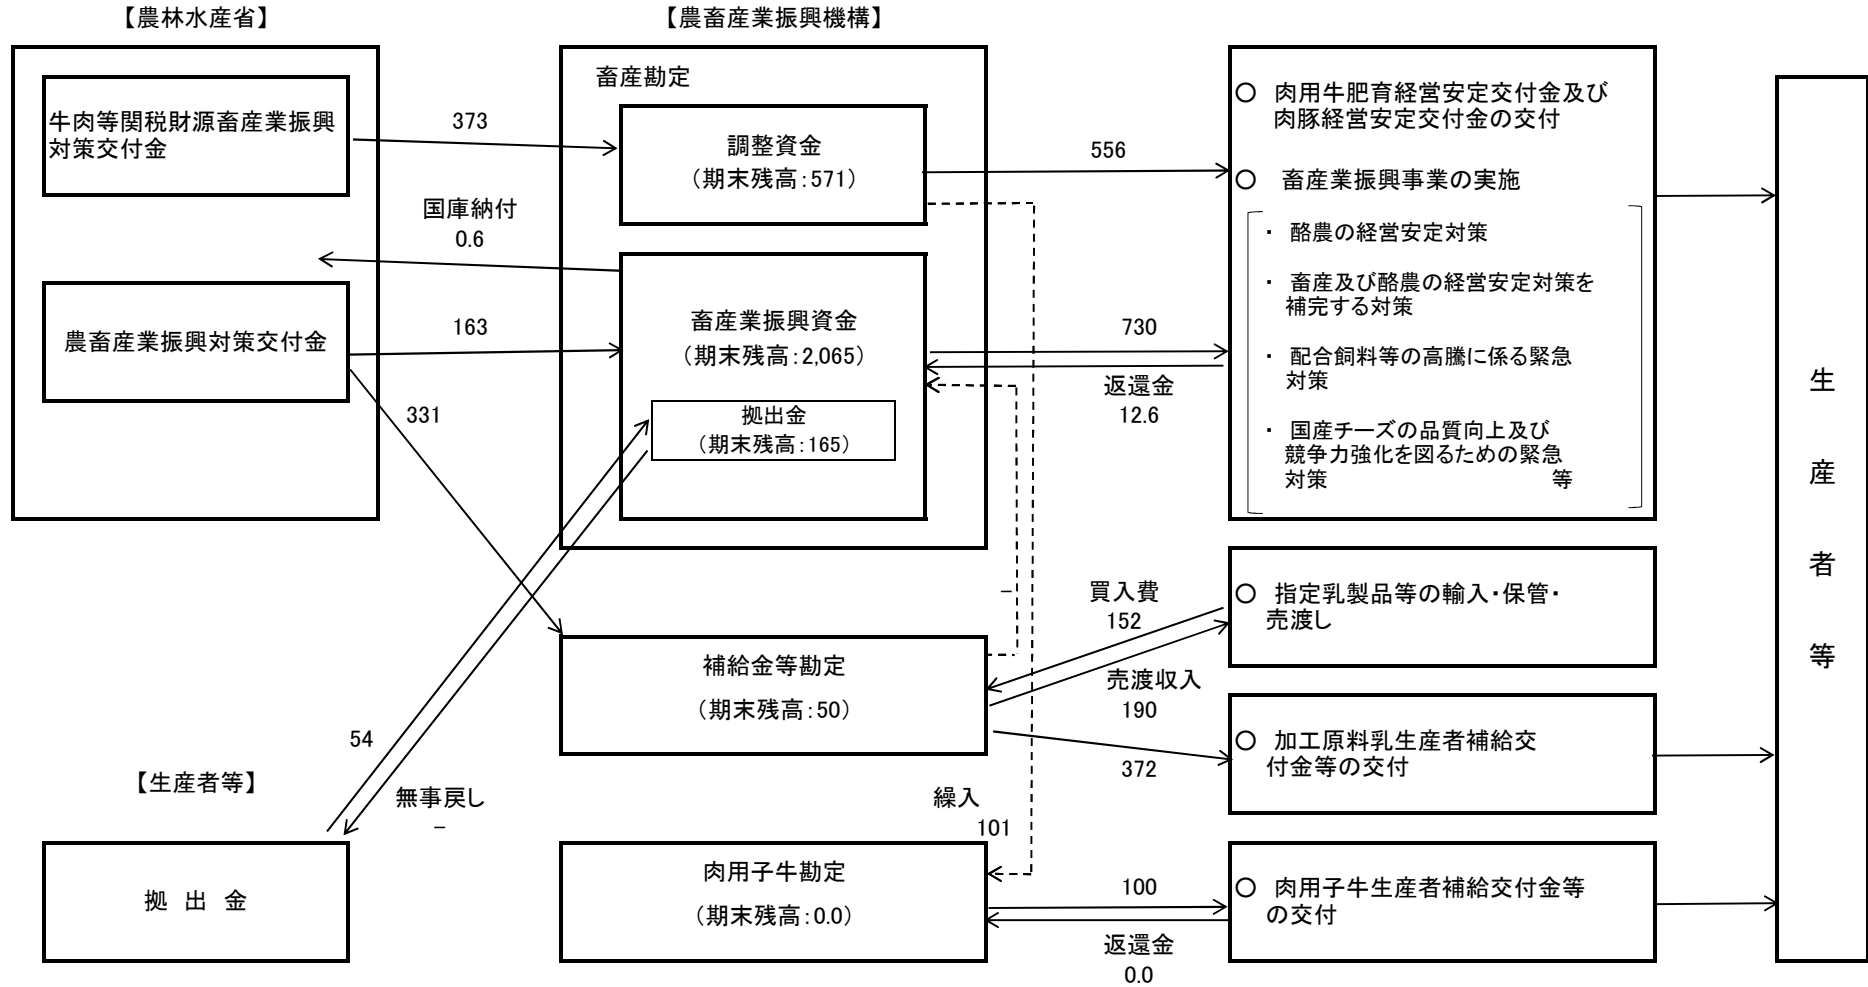 【農林水産省】
牛肉等関税財源畜産業振興
対策交付金
373
国庫納付
0.6
農畜産業振興対策交付金
163
331
【農畜産業振興機構】
畜産勘定
調整資金
（期末残高：571）
畜産業振興資金
（期末残高：2,065）
拠出金
（期末残高：165）
556
730
返還金
12.6
○ 肉用牛肥育経営安定交付金及び
肉豚経営安定交付金の交付
○ 畜産業振興事業の実施
・ 酪農の経営安定対策
・ 畜産及び酪農の経営安定対策を
補完する対策
・ 配合飼料等の高騰に係る緊急
対策
・ 国産チーズの品質向上及び
競争力強化を図るための緊急
対策 等
生
産
者
等
－
買入費
152
○ 指定乳製品等の輸入・保管・
売渡し
補給金等勘定
（期末残高：50）
売渡収入
190
372
○ 加工原料乳生産者補給交
付金等の交付
54
【生産者等】
無事戻し
－
拠 出 金
繰入
101
肉用子牛勘定
（期末残高：0.0）
100
返還金
0.0
○ 肉用子牛生産者補給交付金等
の交付